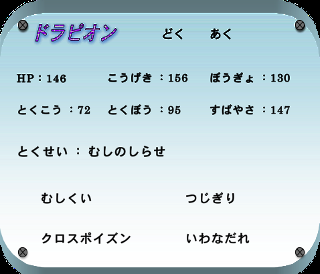 ドラピオン どく あく
HP：146 こうげき：156 ぼうぎょ：130
とくこう：72 とくぼう：95 すばやさ：147
とくせい：むしのしらせ
むしくい つじぎり
クロスポイズン いわなだれ